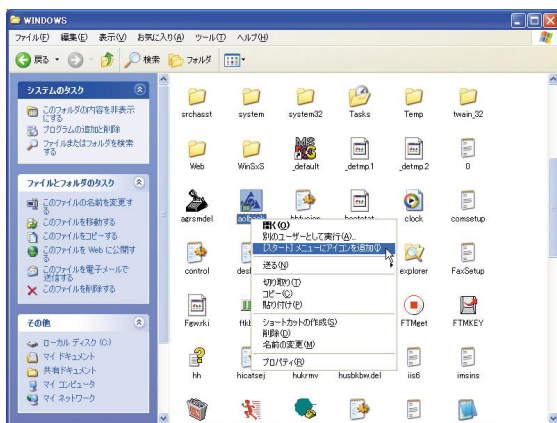 WINDOWS
ファイル(F) 編集(E) 表示(V) お気に入り(A) ツール(T) ヘルプ(H)
戻る 検索 フォルダ
システムのタスク
このフォルダの内容を非表示
にする
プログラムの追加と削除
ファイルまたはフォルダを検索
する
ファイルとフォルダのタスク
このファイルの名前を変更す
る
このファイルを移動する
このファイルをコピーする
このファイルを Web に公開す
る
このファイルを電子メールで
送信する
このファイルを削除する
その他
ローカル ディスク (C:)
マイ ドキュメント
共有ドキュメント
マイ コンピュータ
マイ ネットワーク
srchasst system system32 Tasks Temp twain_32
Web WinSxS _default _detmp.1 _detmp.2 0
agrsmdel clock comsetup
開く(O)
別のユーザーとして実行(A)...
[スタート] メニューにアイコンを追加(I)
送る(N)
切り取り(T)
コピー(C)
貼り付け(P)
ショートカットの作成(S)
削除(D)
名前の変更(M)
プロパティ(R)
control explorer FaxSetup
FTMget FTMKEY
hh hicatsej hukrmv husbkbw.del iis6 imsins